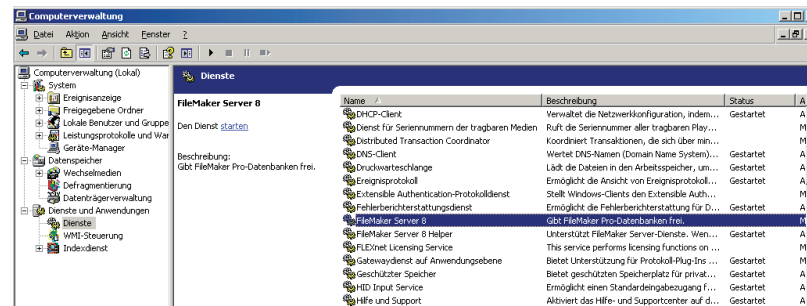 Computerverwaltung
Datei Aktion Ansicht Fenster ?
Computerverwaltung (Lokal)
System
Ereignisanzeige
Freigegebene Ordner
Lokale Benutzer und Gruppe
Leistungsprotokolle und War
Geräte-Manager
Datenspeicher
Wechselmedien
Defragmentierung
Datenträgerverwaltung
Dienste und Anwendungen
Dienste
WMI-Steuerung
Indexdienst
Dienste
FileMaker Server 8
Den Dienst starten
Beschreibung:
Gibt FileMaker Pro-Datenbanken frei.
Name Beschreibung Status A
DHCP-Client Verwaltet die Netzwerkkonfiguration, indem... Gestartet A
Dienst für Seriennummern der tragbaren Medien Ruft die Seriennummer aller tragbaren Play... M
Distributed Transaction Coordinator Koordiniert Transaktionen, die sich über min... M
DNS-Client Wertet DNS-Namen (Domain Name System)... Gestartet A
Druckwarteschlange Lädt die Dateien in den Arbeitsspeicher, um... Gestartet A
Ereignisprotokoll Ermöglicht die Ansicht von Ereignisprotokoll... Gestartet A
Extensible Authentication-Protokolldienst Stellt Windows-Clients den Extensible Auth... M
Fehlerberichterstattungsdienst Ermöglicht die Fehlerberichterstattung für D... Gestartet A
FileMaker Server 8 Gibt FileMaker Pro-Datenbanken frei. M
FileMaker Server 8 Helper Unterstützt FileMaker Server-Dienste. Wen... Gestartet A
FLEXnet Licensing Service This service performs licensing functions on ... M
Gatewaydienst auf Anwendungsebene Bietet Unterstützung für Protokoll-Plug-Ins ... Gestartet M
Geschützter Speicher Bietet geschützten Speicherplatz für privat... Gestartet A
HID Input Service Ermöglicht einen Standardeingabezugang f... Gestartet A
Hilfe und Support Aktiviert das Hilfe- und Supportcenter auf d... Gestartet A